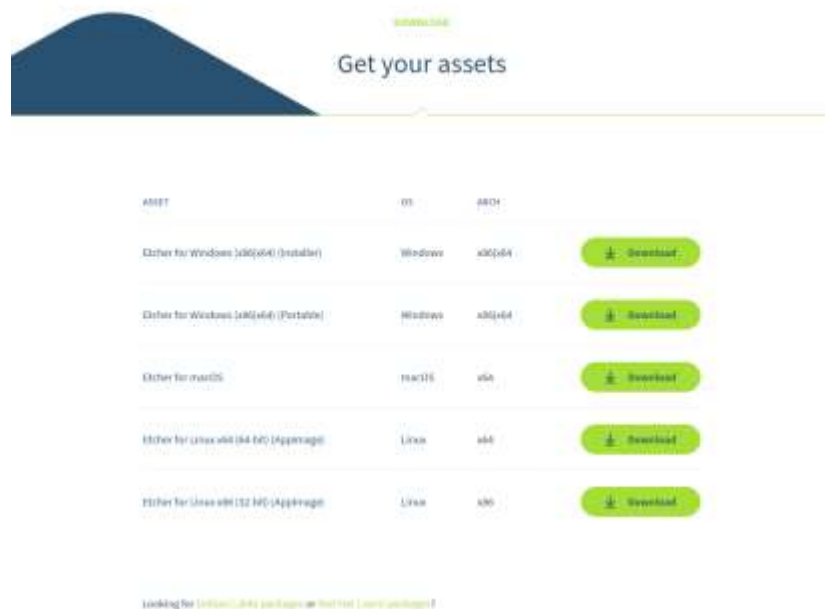 DOWNLOAD
Get your assets
ASSET OS ARCH
Etcher for Windows (x86|x64) (Installer) Windows x86|x64 Download
Etcher for Windows (x86|x64) (Portable) Windows x86|x64 Download
Etcher for macOS macOS x64 Download
Etcher for Linux x64 (64-bit) (AppImage) Linux x64 Download
Etcher for Linux x86 (32 bit) (AppImage) Linux x86 Download
Looking for Debian (.deb) packages or Red Hat (.rpm) packages?